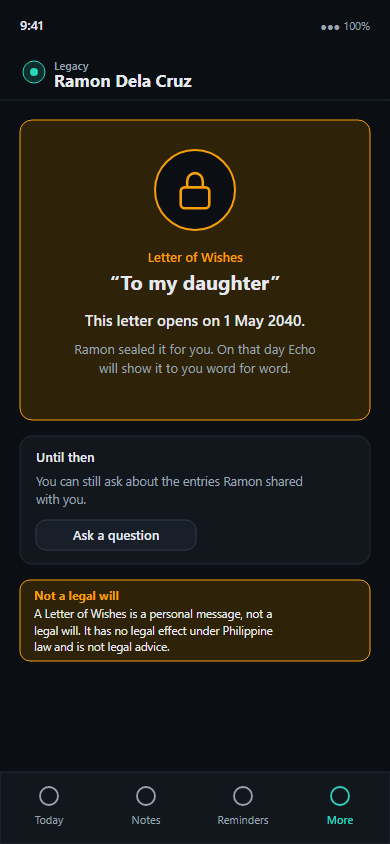 9:41
100%
Legacy
Ramon Dela Cruz
Letter of Wishes
“To my daughter”
This letter opens on 1 May 2040.
Ramon sealed it for you. On that day Echo
will show it to you word for word.
Until then
You can still ask about the entries Ramon shared
with you.
Ask a question
Not a legal will
A Letter of Wishes is a personal message, not a
legal will. It has no legal effect under Philippine
law and is not legal advice.
Today
Notes
Reminders
More